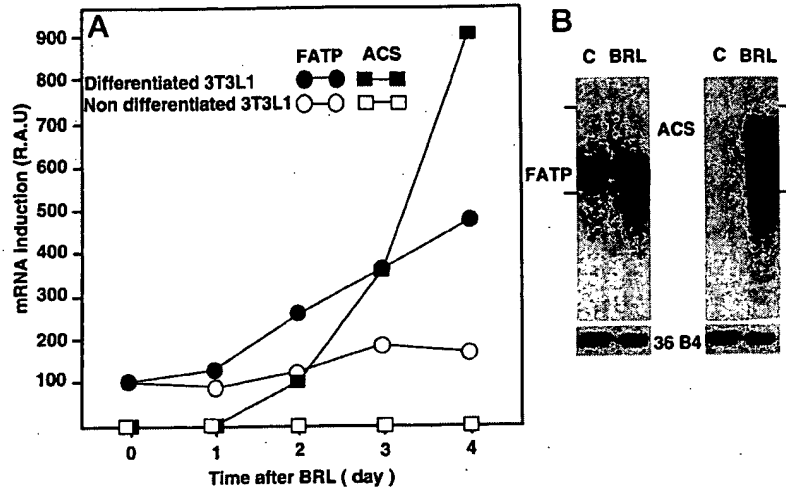 A
FATP ACS
Differentiated 3T3L1
Non differentiated 3T3L1
mRNA induction (R.A.U)
900
800
700
600
500
400
300
200
100
0 1 2 3 4
Time after BRL ( day )
B
C BRL C BRL
ACS
FATP
36 B4